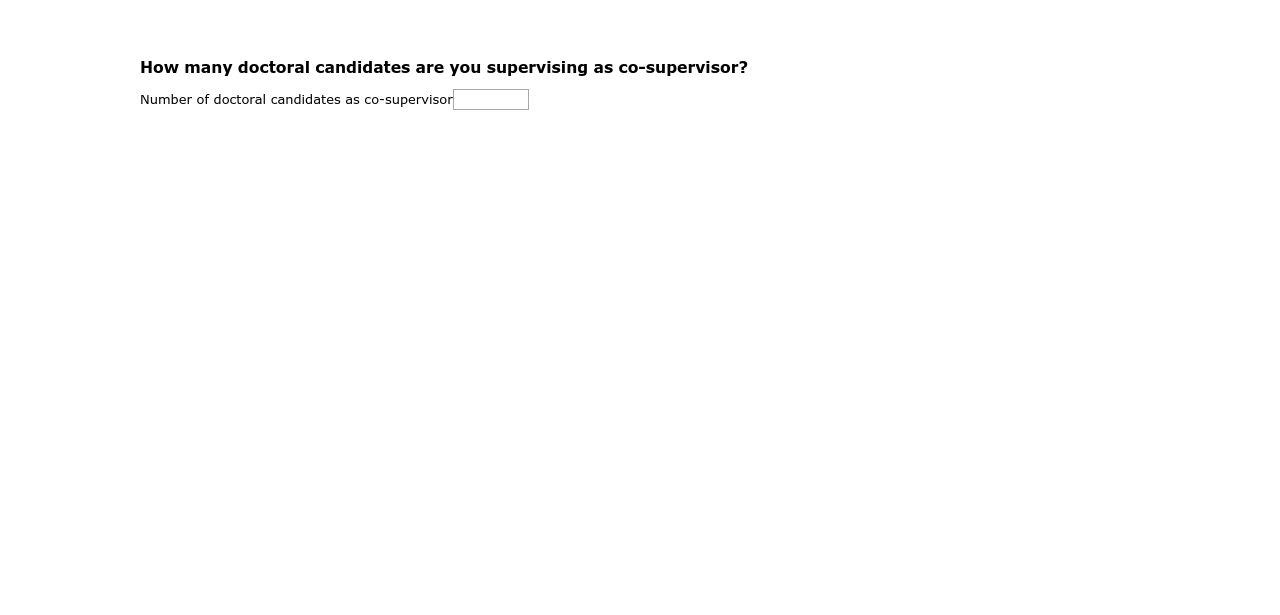 How many doctoral candidates are you supervising as co-supervisor?
Number of doctoral candidates as co-supervisor